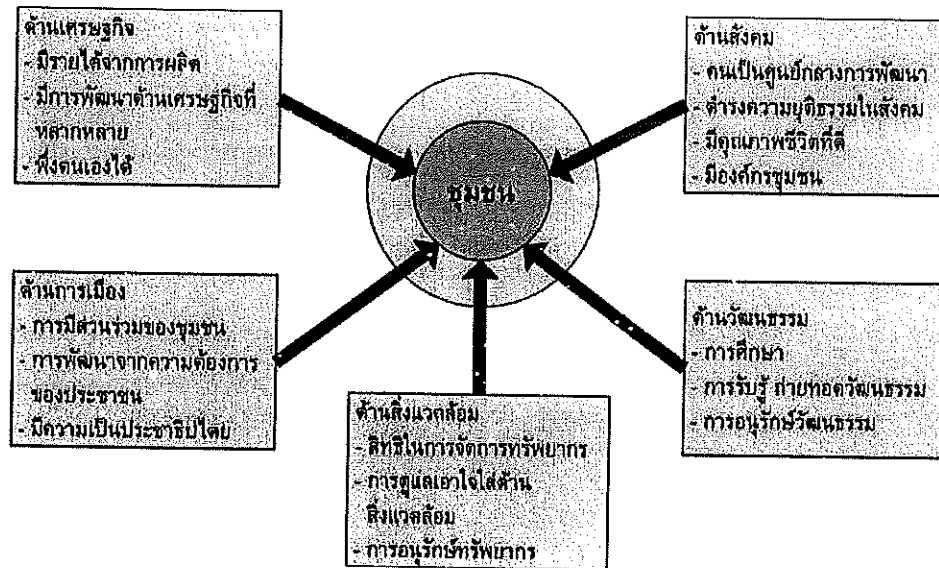 ด้านเศรษฐกิจ
- มีรายได้จากการผลิต
- มีการพัฒนาด้านเศรษฐกิจที่
หลากหลาย
- พึ่งตนเองได้
ด้านสังคม
- คนเป็นศูนย์กลางการพัฒนา
- ดำรงความยุติธรรมในสังคม
- มีคุณภาพชีวิตที่ดี
- มีองค์กรชุมชน
ชุมชน
ด้านการเมือง
- การมีส่วนร่วมของชุมชน
- การพัฒนาจากความต้องการ
ของประชาชน
- มีความเป็นประชาธิปไตย
ด้านสิ่งแวดล้อม
- สิทธิในการจัดการทรัพยากร
- การดูแลเอาใจใส่ด้าน
สิ่งแวดล้อม
- การอนุรักษ์ทรัพยากร
ด้านวัฒนธรรม
- การศึกษา
- การรับรู้ ถ่ายทอดวัฒนธรรม
- การอนุรักษ์วัฒนธรรม